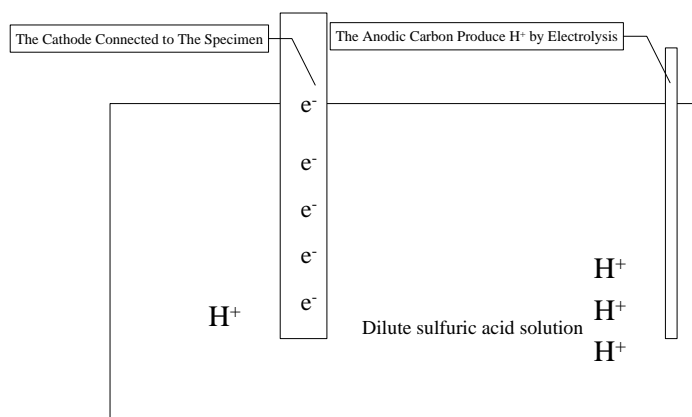 The Cathode Connected to The Specimen
The Anodic Carbon Produce H⁺ by Electrolysis
e⁻
e⁻
e⁻
e⁻
e⁻
H⁺
Dilute sulfuric acid solution
H⁺
H⁺
H⁺